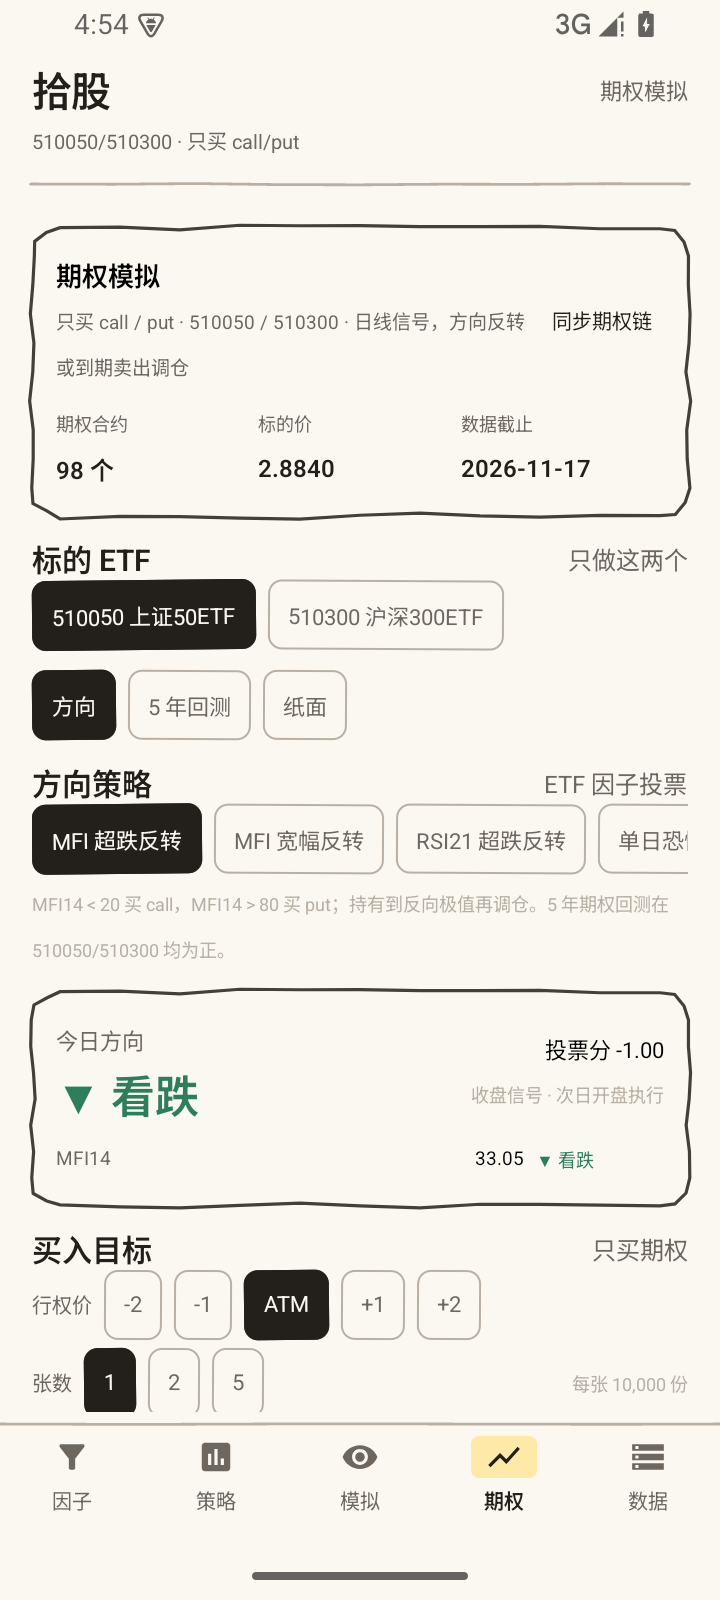 4:54
3G
拾股
期权模拟
510050/510300 · 只买 call/put
期权模拟
只买 call / put · 510050 / 510300 · 日线信号，方向反转
或到期卖出调仓
同步期权链
期权合约 标的价 数据截止
98 个 2.8840 2026-11-17
标的 ETF 只做这两个
510050 上证50ETF 510300 沪深300ETF
方向 5 年回测 纸面
方向策略 ETF 因子投票
MFI 超跌反转 MFI 宽幅反转 RSI21 超跌反转 单日恐
MFI14 < 20 买 call，MFI14 > 80 买 put；持有到反向极值再调仓。5 年期权回测在
510050/510300 均为正。
今日方向 投票分 -1.00
▼ 看跌 收盘信号 · 次日开盘执行
MFI14 33.05 ▼ 看跌
买入目标 只买期权
行权价 -2 -1 ATM +1 +2
张数 1 2 5 每张 10,000 份
因子 策略 模拟 期权 数据